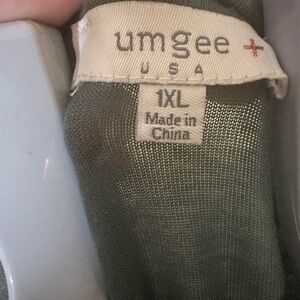 umgee +
USA
1XL
Made in
China